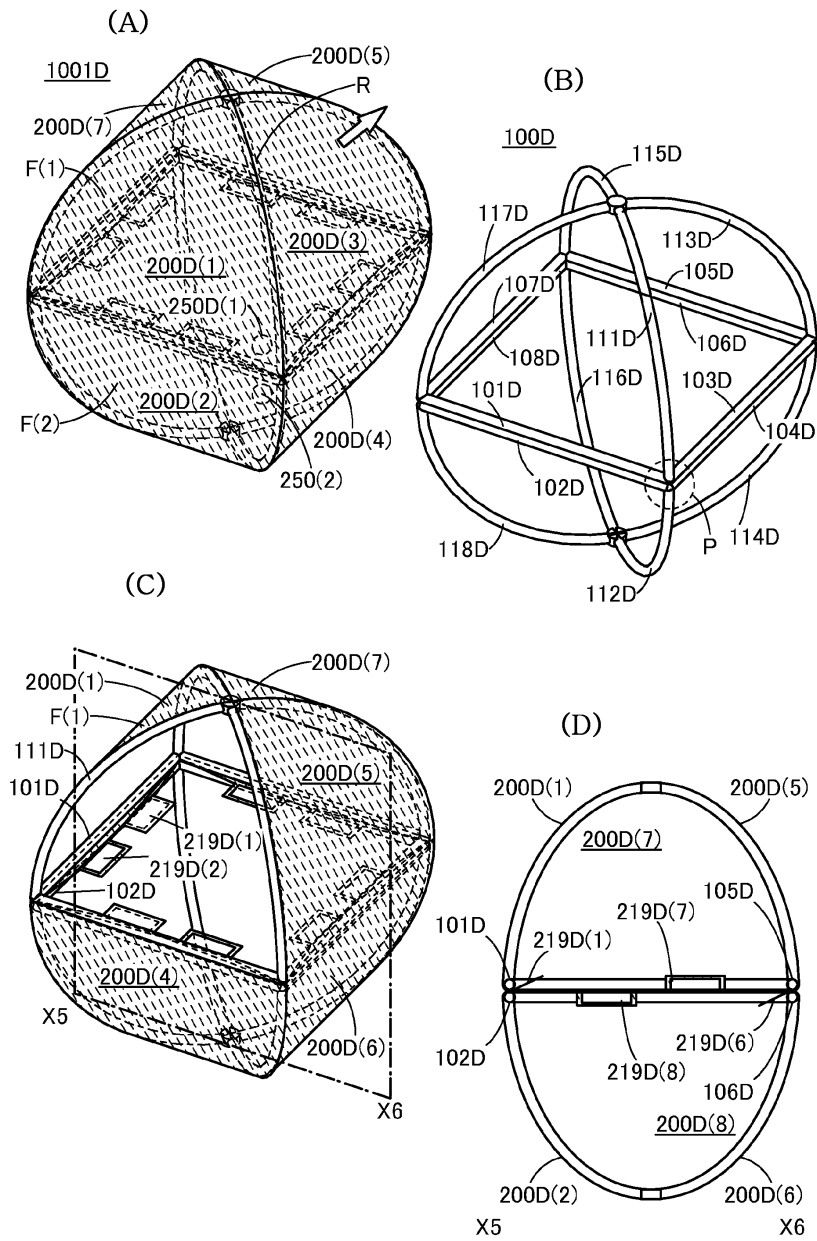 (A)
1001D
200D(5)
R
200D(7)
F(1)
200D(1)
200D(3)
250D(1)
200D(2)
F(2)
200D(4)
250(2)
(B)
100D
115D
117D
113D
107D
105D
111D
106D
108D
116D
103D
101D
104D
102D
P
114D
118D
112D
(C)
200D(7)
200D(1)
F(1)
111D
101D
200D(5)
219D(1)
219D(2)
102D
200D(4)
X5
200D(6)
X6
(D)
200D(1)
200D(5)
200D(7)
105D
219D(7)
101D
219D(1)
102D
219D(6)
219D(8)
106D
200D(8)
200D(2)
200D(6)
X5
X6